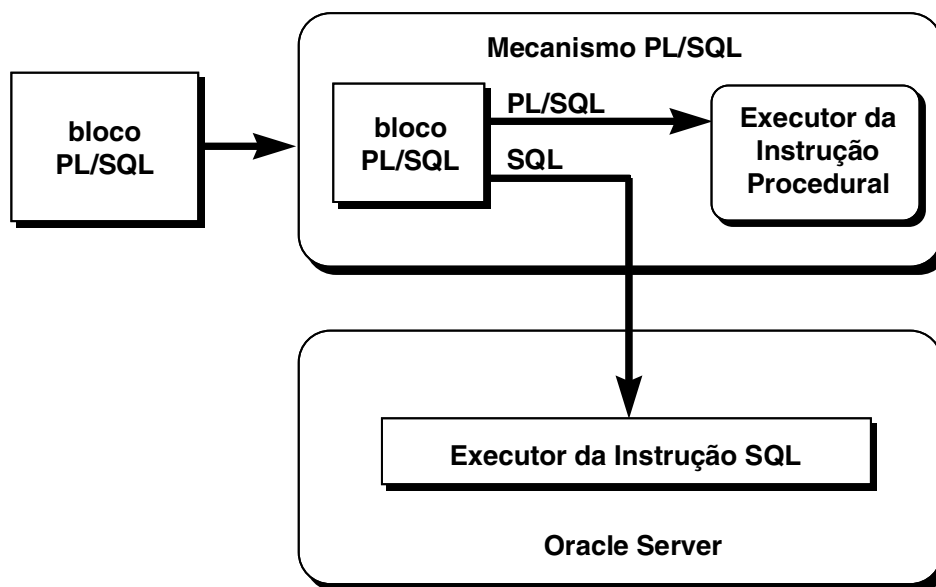 Mecanismo PL/SQL
bloco
PL/SQL
bloco
PL/SQL
PL/SQL
SQL
Executor da
Instrução
Procedural
Executor da Instrução SQL
Oracle Server